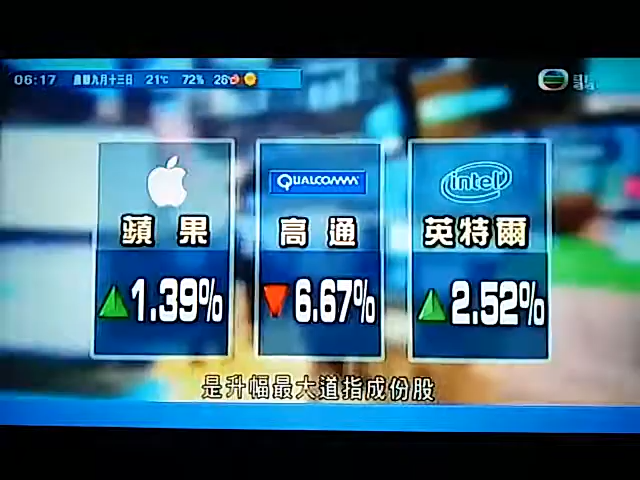 06:17 農曆九月十三日 21℃ 72% 26
QUALCOMM
intel
蘋果
高通
英特爾
1.39%
6.67%
2.52%
是升幅最大道指成份股